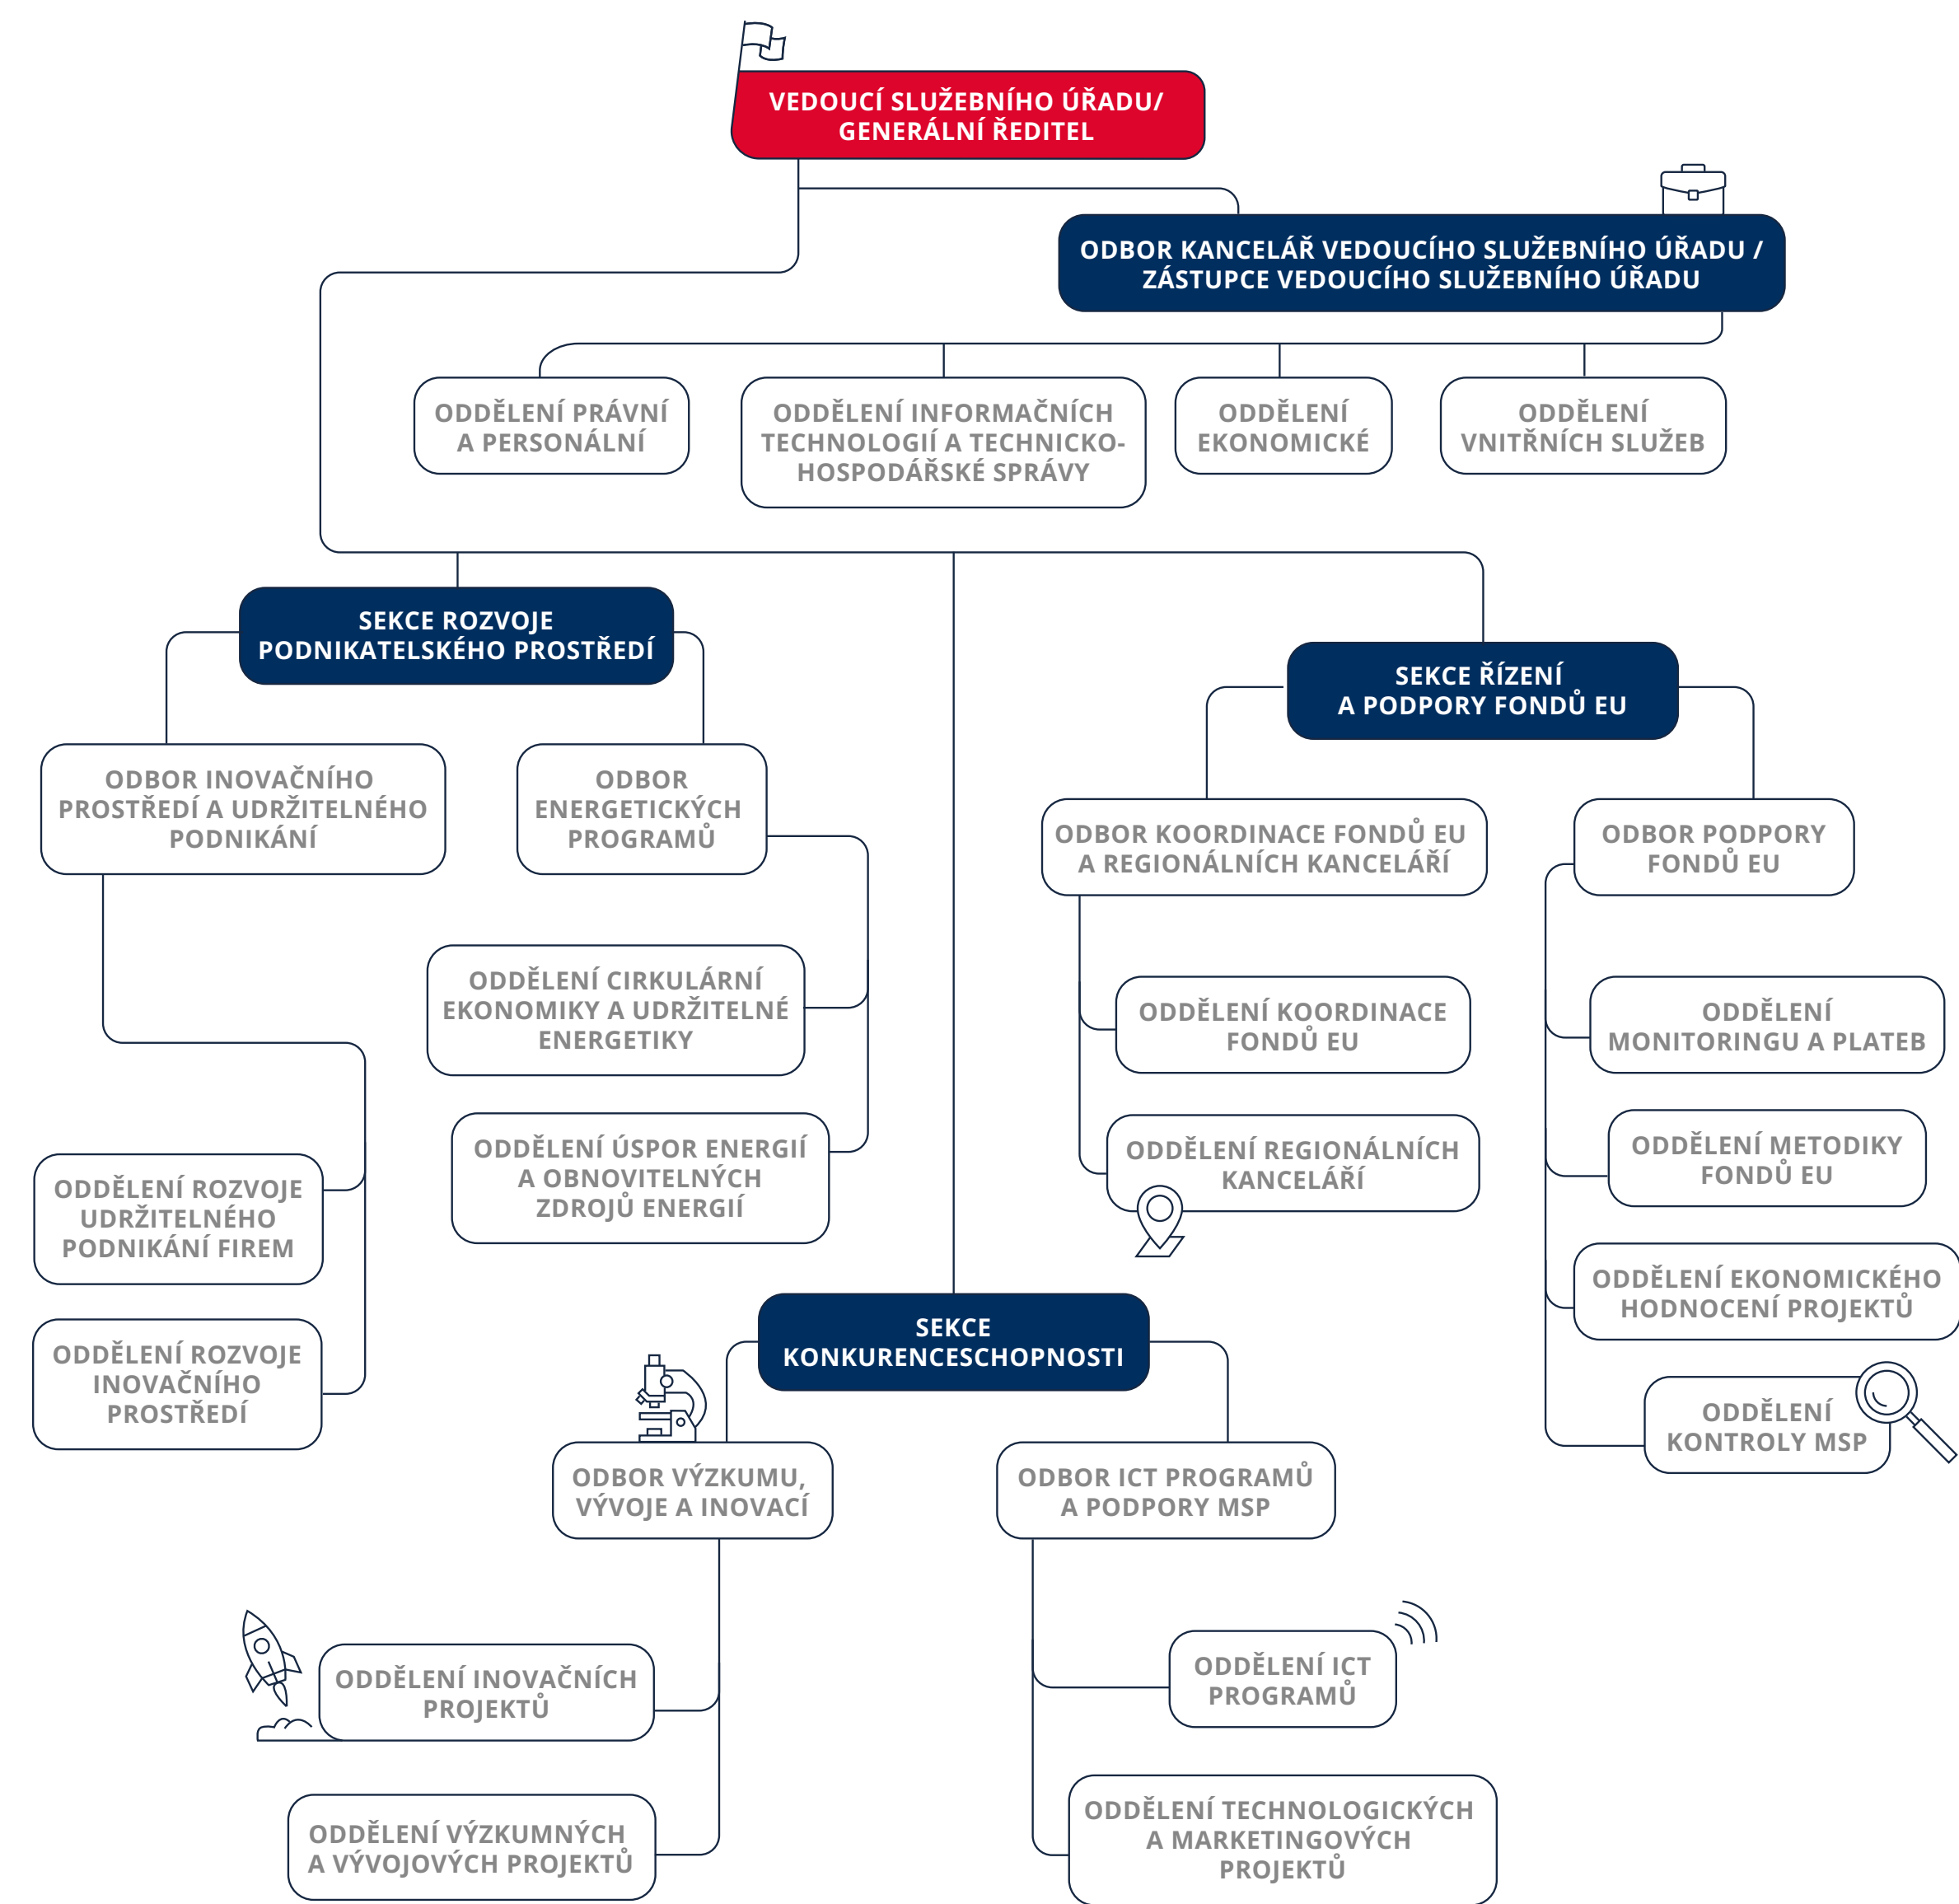 VEDOUCÍ SLUŽEBNÍHO ÚŘADU/
GENERÁLNÍ ŘEDITEL
ODBOR KANCELÁŘ VEDOUCÍHO SLUŽEBNÍHO ÚŘADU /
ZÁSTUPCE VEDOUCÍHO SLUŽEBNÍHO ÚŘADU
ODDĚLENÍ PRÁVNÍ
A PERSONÁLNÍ
ODDĚLENÍ INFORMAČNÍCH
TECHNOLOGIÍ A TECHNICKO-
HOSPODÁŘSKÉ SPRÁVY
ODDĚLENÍ
EKONOMICKÉ
ODDĚLENÍ
VNITŘNÍCH SLUŽEB
SEKCE ROZVOJE
PODNIKATELSKÉHO PROSTŘEDÍ
ODBOR INOVAČNÍHO
PROSTŘEDÍ A UDRŽITELNÉHO
PODNIKÁNÍ
ODBOR
ENERGETICKÝCH
PROGRAMŮ
ODDĚLENÍ CIRKULÁRNÍ
EKONOMIKY A UDRŽITELNÉ
ENERGETIKY
ODDĚLENÍ ÚSPOR ENERGIÍ
A OBNOVITELNÝCH
ZDROJŮ ENERGIÍ
ODDĚLENÍ ROZVOJE
UDRŽITELNÉHO
PODNIKÁNÍ FIREM
ODDĚLENÍ ROZVOJE
INOVAČNÍHO
PROSTŘEDÍ
SEKCE ŘÍZENÍ
A PODPORY FONDŮ EU
ODBOR KOORDINACE FONDŮ EU
A REGIONÁLNÍCH KANCELÁŘÍ
ODDĚLENÍ KOORDINACE
FONDŮ EU
ODDĚLENÍ REGIONÁLNÍCH
KANCELÁŘÍ
ODBOR PODPORY
FONDŮ EU
ODDĚLENÍ
MONITORINGU A PLATEB
ODDĚLENÍ METODIKY
FONDŮ EU
ODDĚLENÍ EKONOMICKÉHO
HODNOCENÍ PROJEKTŮ
ODDĚLENÍ
KONTROLY MSP
SEKCE
KONKURENCESCHOPNOSTI
ODBOR VÝZKUMU,
VÝVOJE A INOVACÍ
ODDĚLENÍ INOVAČNÍCH
PROJEKTŮ
ODDĚLENÍ VÝZKUMNÝCH
A VÝVOJOVÝCH PROJEKTŮ
ODBOR ICT PROGRAMŮ
A PODPORY MSP
ODDĚLENÍ ICT
PROGRAMŮ
ODDĚLENÍ TECHNOLOGICKÝCH
A MARKETINGOVÝCH
PROJEKTŮ